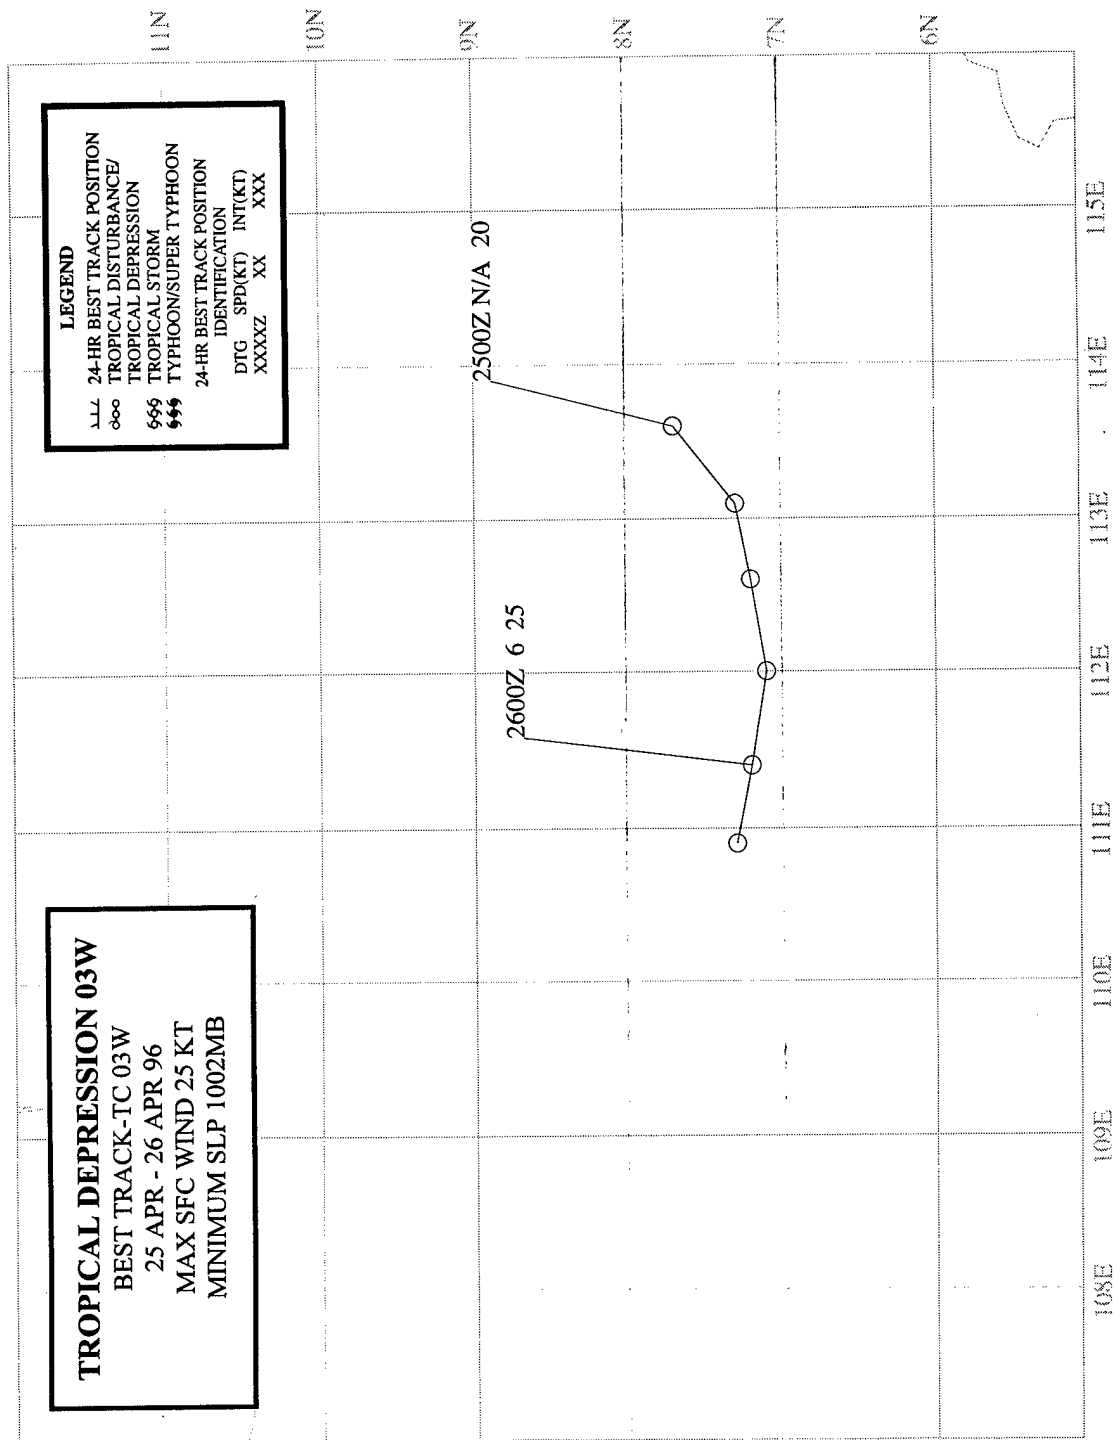 TROPICAL DEPRESSION 03W
BEST TRACK-TC 03W
25 APR - 26 APR 96
MAX SFC WIND 25 KT
MINIMUM SLP 1002MB
LEGEND
24-HR BEST TRACK POSITION
TROPICAL DISTURBANCE/
TROPICAL DEPRESSION
TROPICAL STORM
TYPHOON/SUPER TYPHOON
24-HR BEST TRACK POSITION
IDENTIFICATION
DTG SPD(KT) INT(KT)
XXXXZ XX XXX
11N
10N
9N
8N
7N
6N
2500Z N/A 20
2600Z 6 25
108E
109E
110E
111E
112E
113E
114E
115E